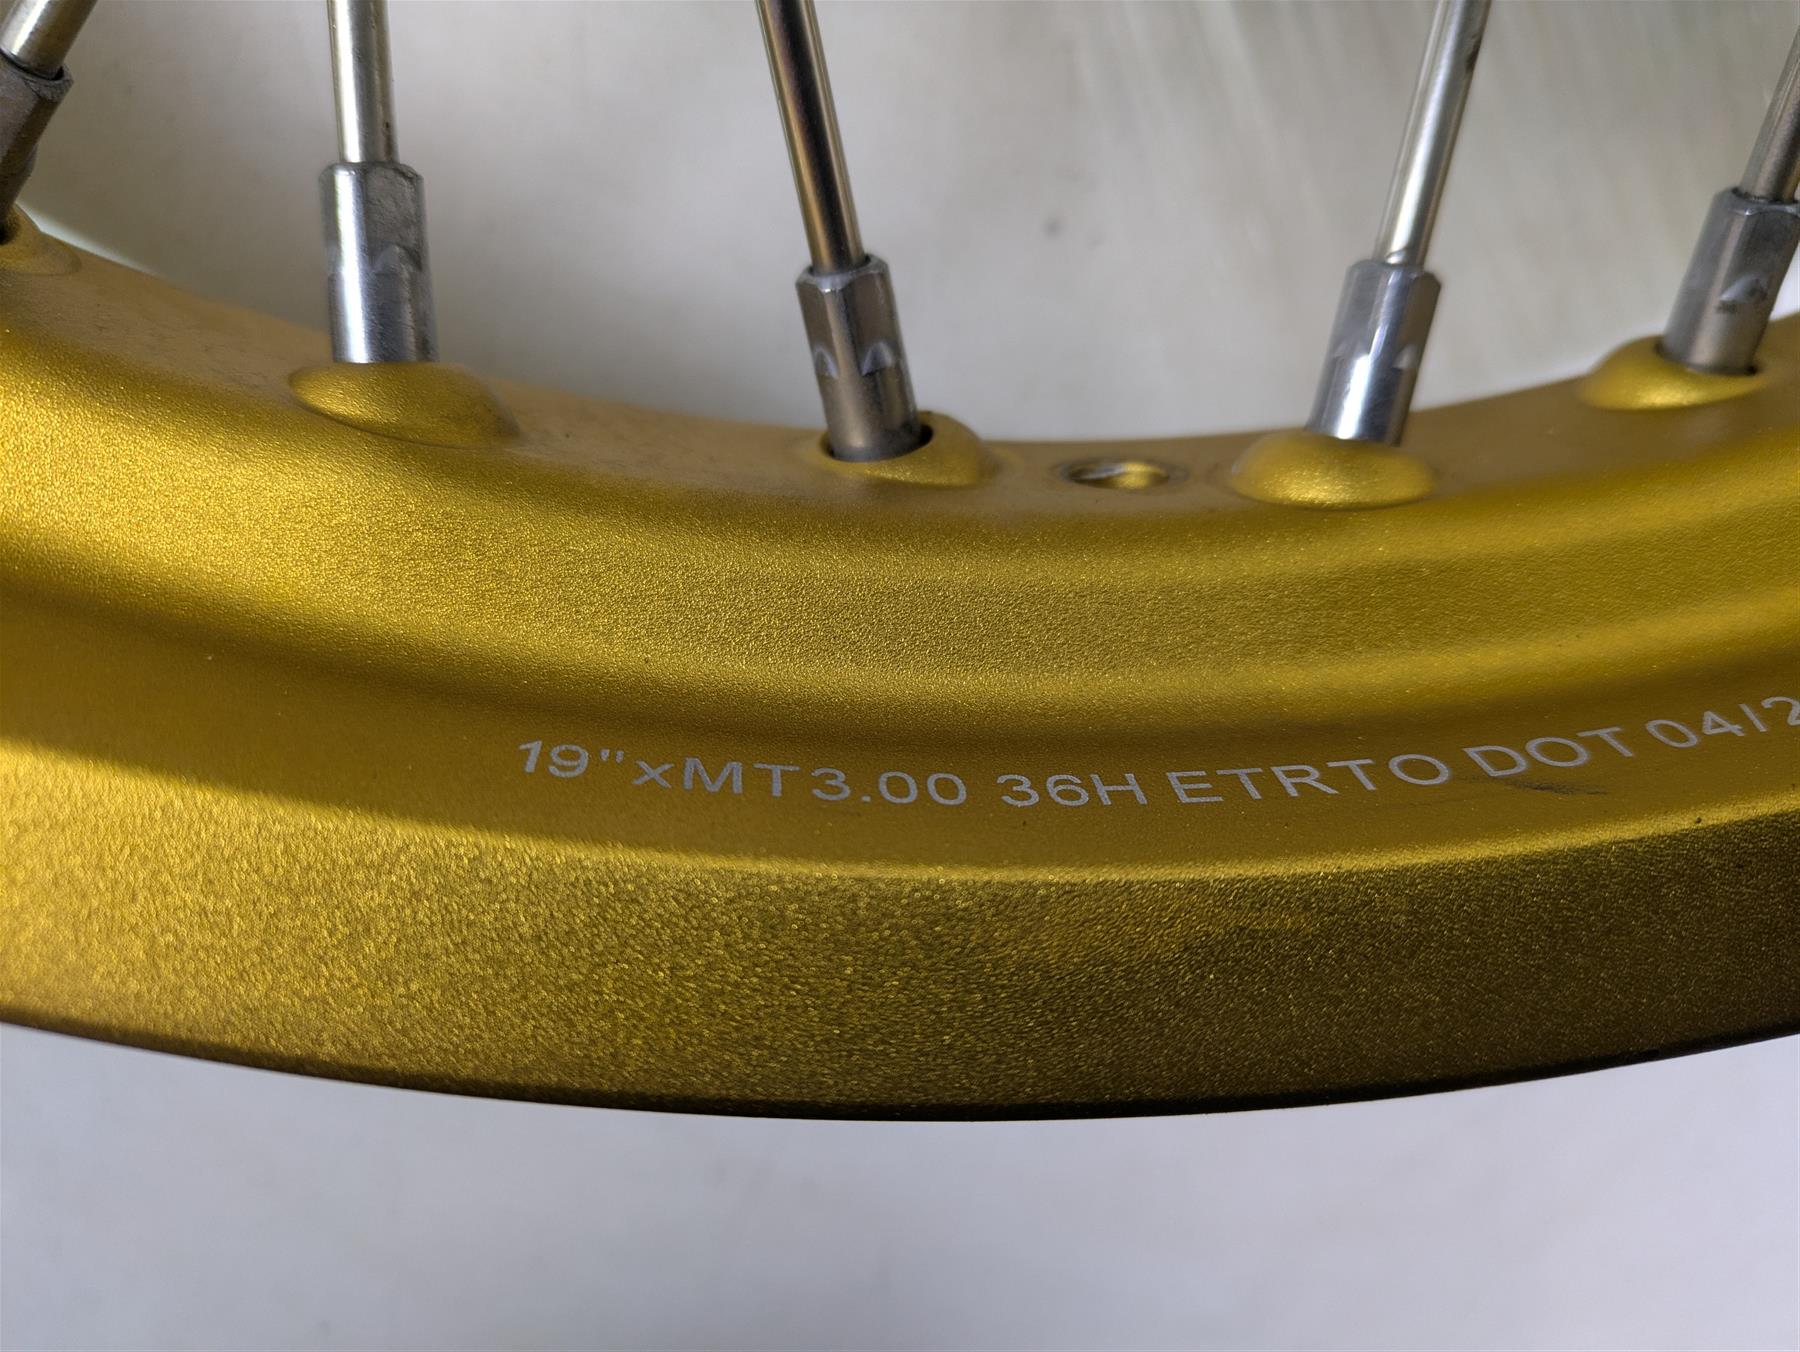 19"xMT3.00 36H ETRTO DOT 04/2